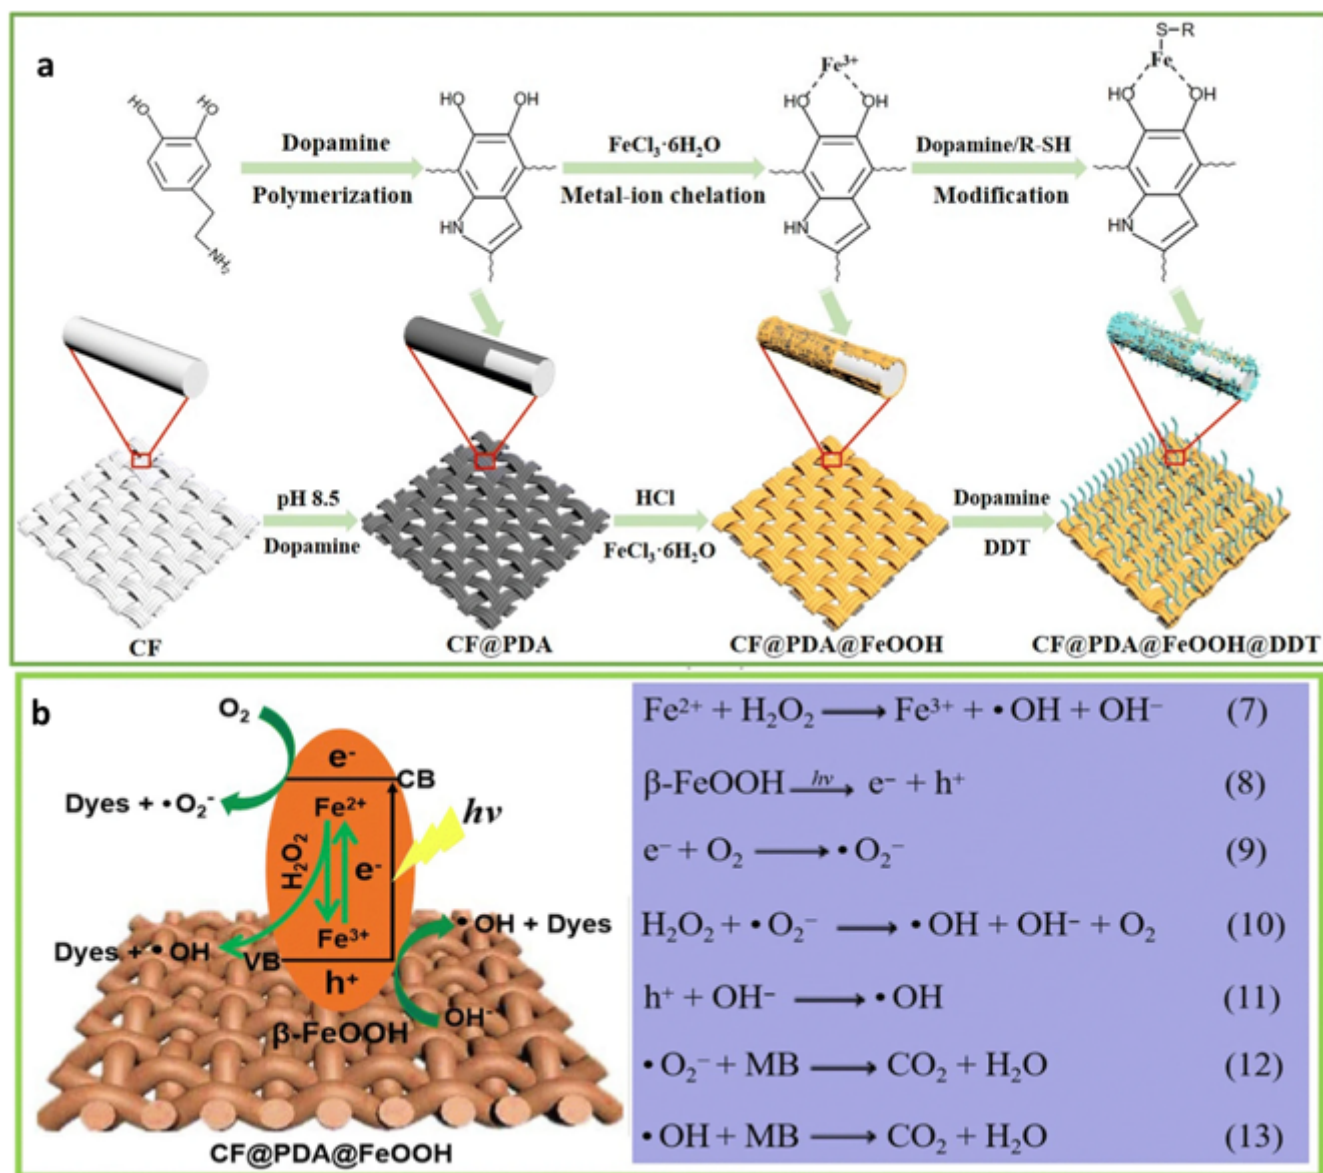 a
HO
HO
NH₂
Dopamine
Polymerization
HO OH
HN
FeCl₃·6H₂O
Metal-ion chelation
Fe³⁺
HO OH
HN
Dopamine/R-SH
Modification
S-R
Fe
HO OH
HN
pH 8.5
Dopamine
HCl
FeCl₃·6H₂O
Dopamine
DDT
CF
CF@PDA
CF@PDA@FeOOH
CF@PDA@FeOOH@DDT
b
O₂
e⁻
CB
Dyes + •O₂⁻
Fe²⁺
hν
H₂O₂
e⁻
Fe³⁺
•OH + Dyes
Dyes + •OH
VB
h⁺
OH⁻
β-FeOOH
CF@PDA@FeOOH
Fe²⁺ + H₂O₂ ⟶ Fe³⁺ + •OH + OH⁻ (7)
β-FeOOH hν⟶ e⁻ + h⁺ (8)
e⁻ + O₂ ⟶ •O₂⁻ (9)
H₂O₂ + •O₂⁻ ⟶ •OH + OH⁻ + O₂ (10)
h⁺ + OH⁻ ⟶ •OH (11)
•O₂⁻ + MB ⟶ CO₂ + H₂O (12)
•OH + MB ⟶ CO₂ + H₂O (13)